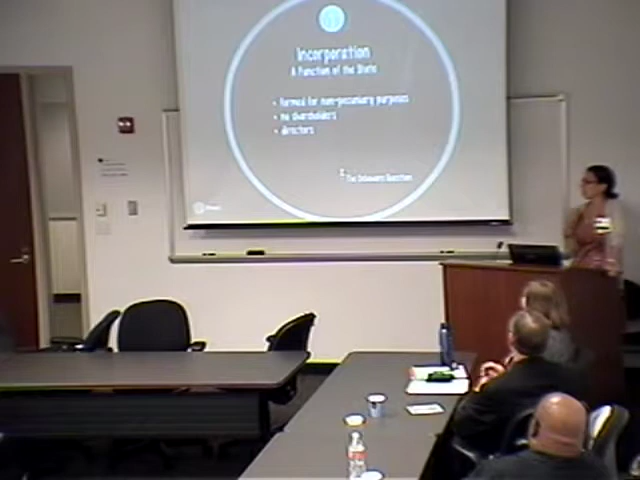 Incorporation
A Function of the State
• formed for non-pecuniary purposes
• no shareholders
• directors
The Delaware Question